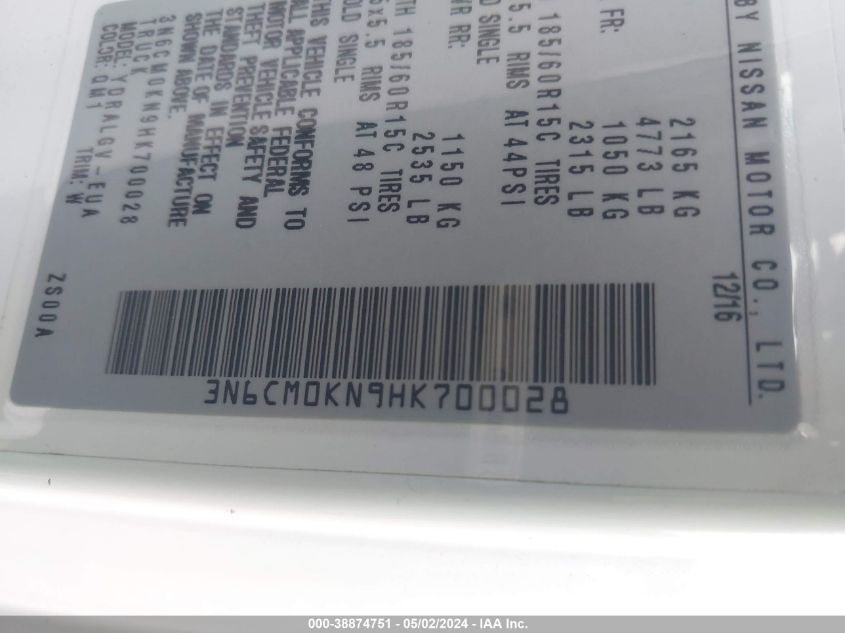 BY NISSAN MOTOR CO., LTD.
12/16
2165 KG
4773 LB
FR:
1050 KG
2315 LB
185/60R15C TIRES
5.5 RIMS AT 44PSI
SINGLE
RR:
1150 KG
2535 LB
185/60R15C TIRES
5.5 RIMS AT 48 PSI
SINGLE
VEHICLE CONFORMS TO
ALL APPLICABLE FEDERAL
MOTOR VEHICLE SAFETY AND
THEFT PREVENTION
STANDARDS IN EFFECT ON
THE DATE OF MANUFACTURE
SHOWN ABOVE.
3N6CM0KN9HK700028
TRUCK
MODEL: YDRALGV-EUA
COLOR: QM1 TRIM: W
ZS00A
3N6CM0KN9HK700028
000-38874751 - 05/02/2024 - IAA Inc.